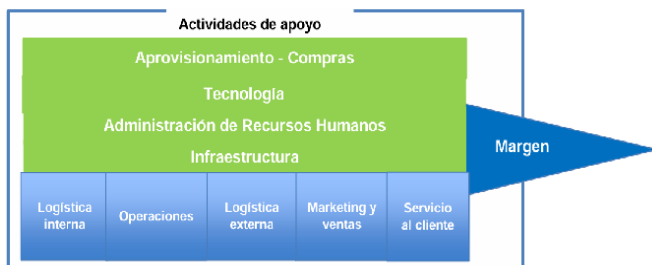 Actividades de apoyo
Aprovisionamiento - Compras
Tecnología
Administración de Recursos Humanos
Infraestructura
Margen
Logística
interna
Operaciones
Logística
externa
Marketing y
ventas
Servicio
al cliente